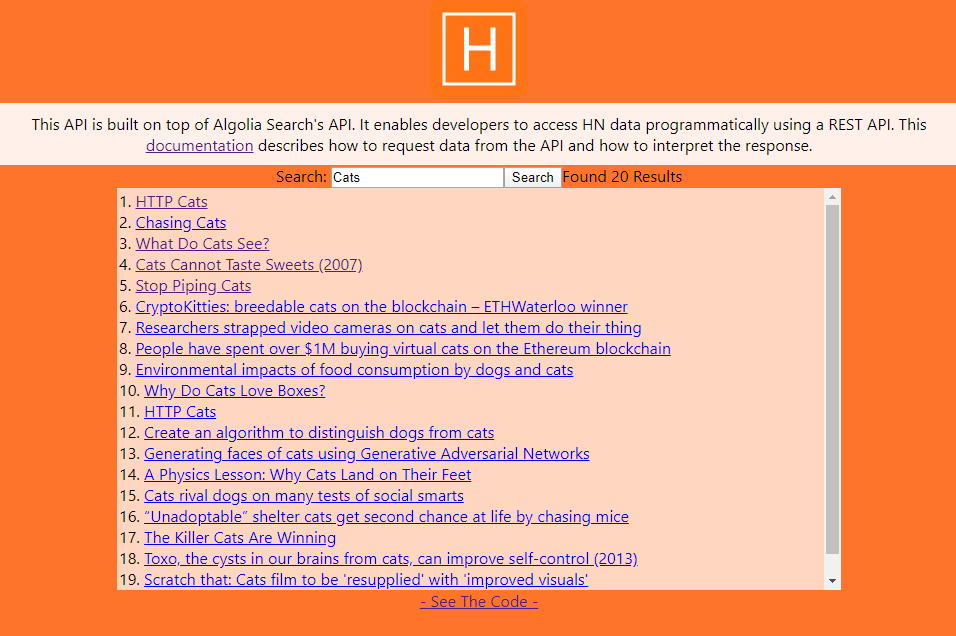 H
This API is built on top of Algolia Search's API. It enables developers to access HN data programmatically using a REST API. This
documentation describes how to request data from the API and how to interpret the response.
Search: Cats Search Found 20 Results
1. HTTP Cats
2. Chasing Cats
3. What Do Cats See?
4. Cats Cannot Taste Sweets (2007)
5. Stop Piping Cats
6. CryptoKitties: breedable cats on the blockchain – ETHWaterloo winner
7. Researchers strapped video cameras on cats and let them do their thing
8. People have spent over $1M buying virtual cats on the Ethereum blockchain
9. Environmental impacts of food consumption by dogs and cats
10. Why Do Cats Love Boxes?
11. HTTP Cats
12. Create an algorithm to distinguish dogs from cats
13. Generating faces of cats using Generative Adversarial Networks
14. A Physics Lesson: Why Cats Land on Their Feet
15. Cats rival dogs on many tests of social smarts
16. “Unadoptable” shelter cats get second chance at life by chasing mice
17. The Killer Cats Are Winning
18. Toxo, the cysts in our brains from cats, can improve self-control (2013)
19. Scratch that: Cats film to be 'resupplied' with 'improved visuals'
- See The Code -